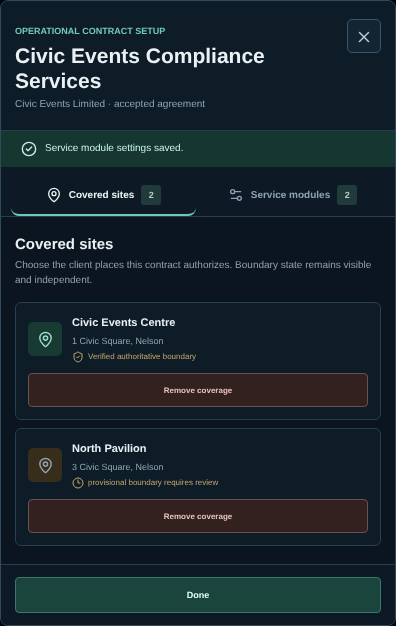 OPERATIONAL CONTRACT SETUP
Civic Events Compliance
Services
Civic Events Limited · accepted agreement
Service module settings saved.
Covered sites 2
Service modules 2
Covered sites
Choose the client places this contract authorizes. Boundary state remains visible
and independent.
Civic Events Centre
1 Civic Square, Nelson
Verified authoritative boundary
Remove coverage
North Pavilion
3 Civic Square, Nelson
provisional boundary requires review
Remove coverage
Done